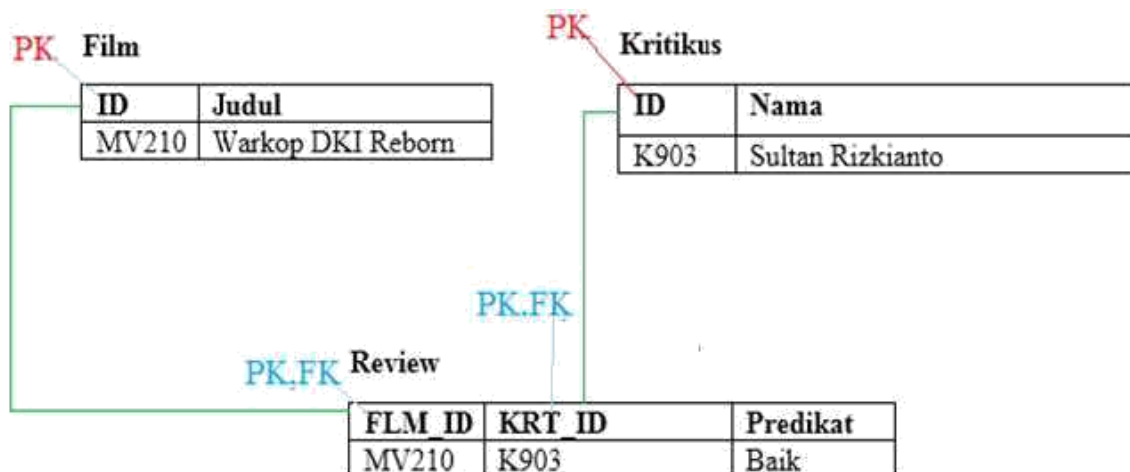 PK Film
ID Judul
MV210 Warkop DKI Reborn
PK Kritikus
ID Nama
K903 Sultan Rizkianto
PK.FK
PK,FK Review
FLM_ID KRT_ID Predikat
MV210 K903 Baik